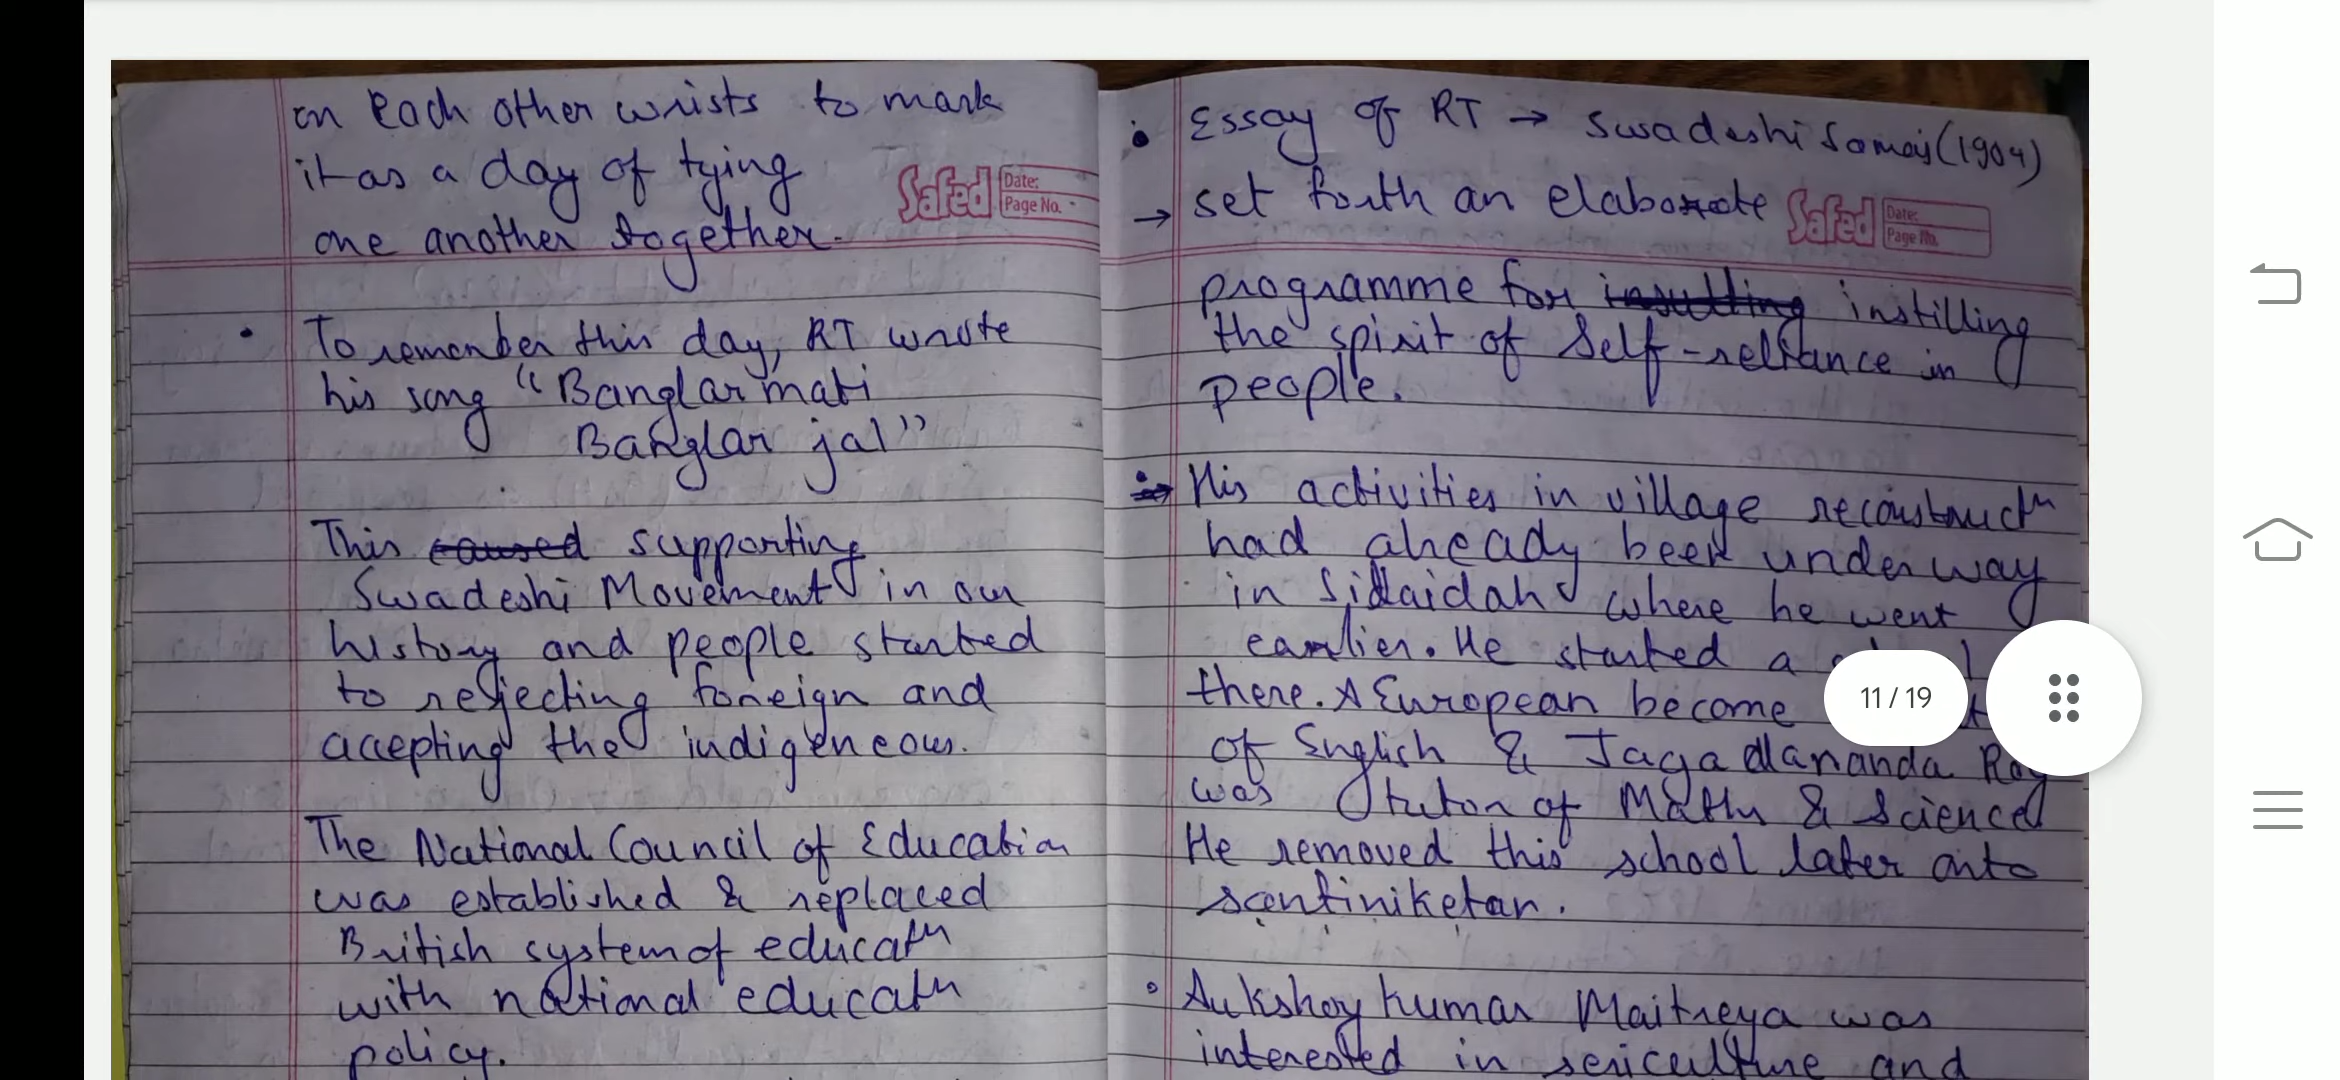 on Each other wrists to mark
it as a day of tying
one another together.
Safed
Date:
Page No.
• To remember this day, RT wrote
his song "Banglar mati
Banglar jal"
This caused supporting
Swadeshi Movement in our
history and people started
to rejecting foreign and
accepting the indigeneous.
The National Council of Education
was established & replaced
British system of educatn
with national educatn
policy.
• Essay of RT → Swadeshi Samaj (1904)
→ set forth an elaborate
Safed
Date:
Page No.
programme for insulting instilling
the spirit of Self-reliance in
people.
→ His activities in village reconstructn
had already been underway
in where he went
earlier. He started a
there. A European become
of English & Jagadananda Roy
was tutor of Maths & Science
He removed this school later onto
santiniketan.
• Aukshoy Kumar Maitreya was
interested in sericulture and
11 / 19